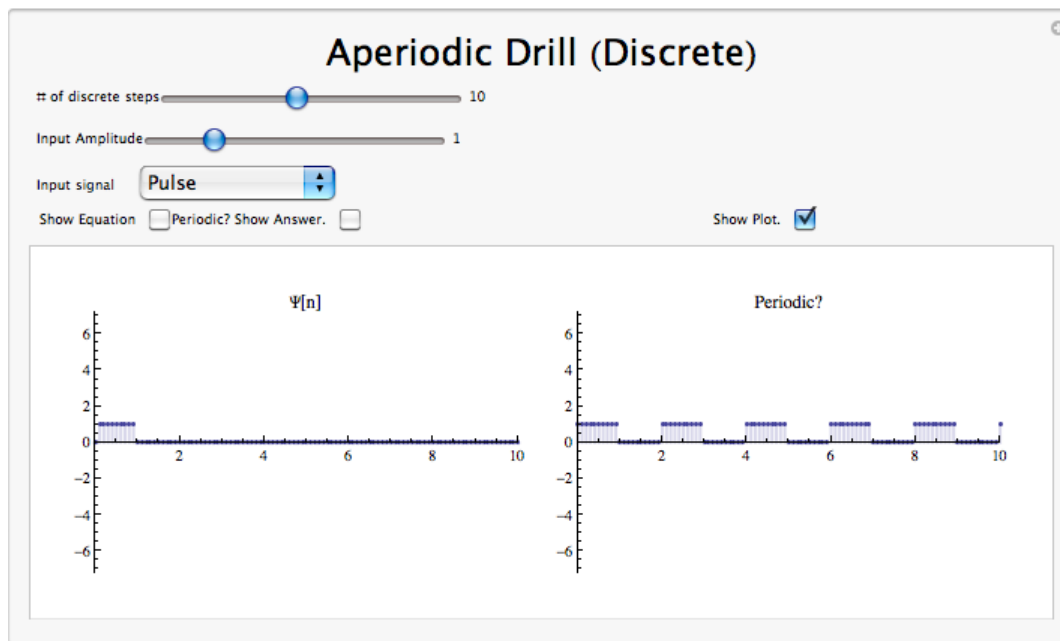 Aperiodic Drill (Discrete)
# of discrete steps 10
Input Amplitude 1
Input signal Pulse
Show Equation Periodic? Show Answer. Show Plot.
Ψ[n]
6
4
2
0
−2
−4
−6
2 4 6 8 10
Periodic?
6
4
2
0
−2
−4
−6
2 4 6 8 10